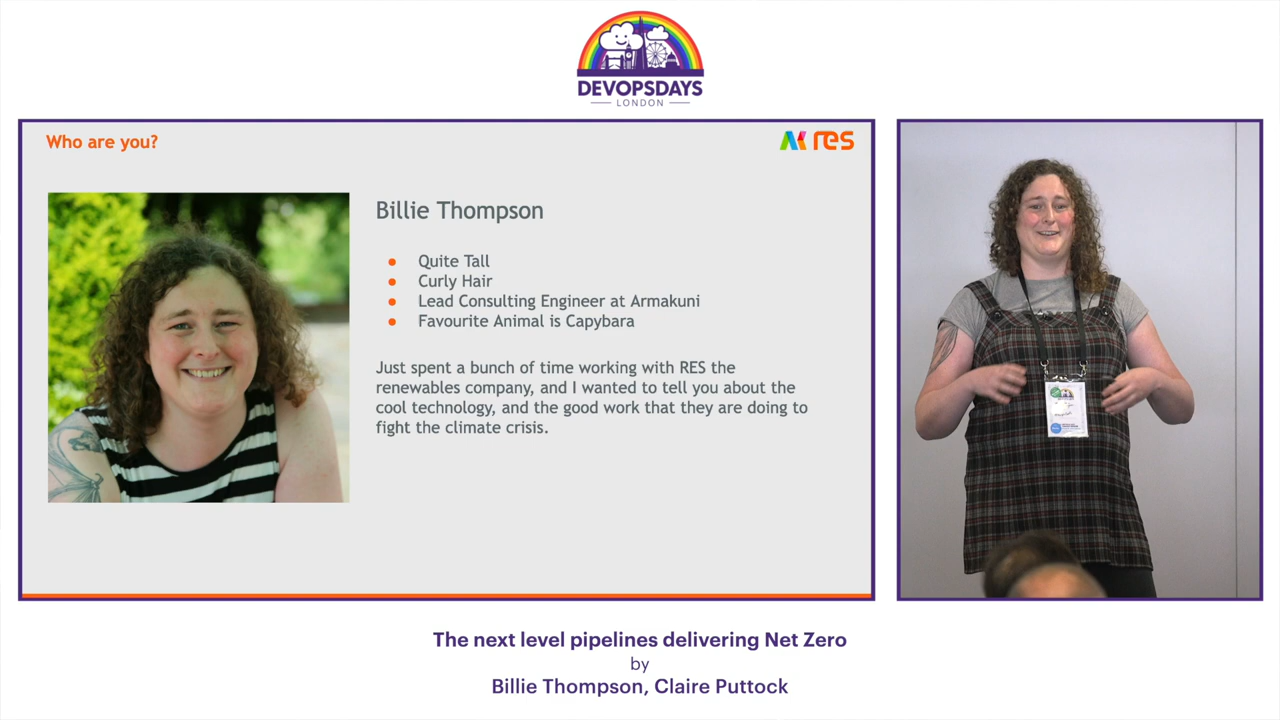 DEVOPSDAYS
LONDON
Who are you?
res
Billie Thompson
Quite Tall
Curly Hair
Lead Consulting Engineer at Armakuni
Favourite Animal is Capybara
Just spent a bunch of time working with RES the
renewables company, and I wanted to tell you about the
cool technology, and the good work that they are doing to
fight the climate crisis.
DEVOPSDAYS
The next level pipelines delivering Net Zero
by
Billie Thompson, Claire Puttock